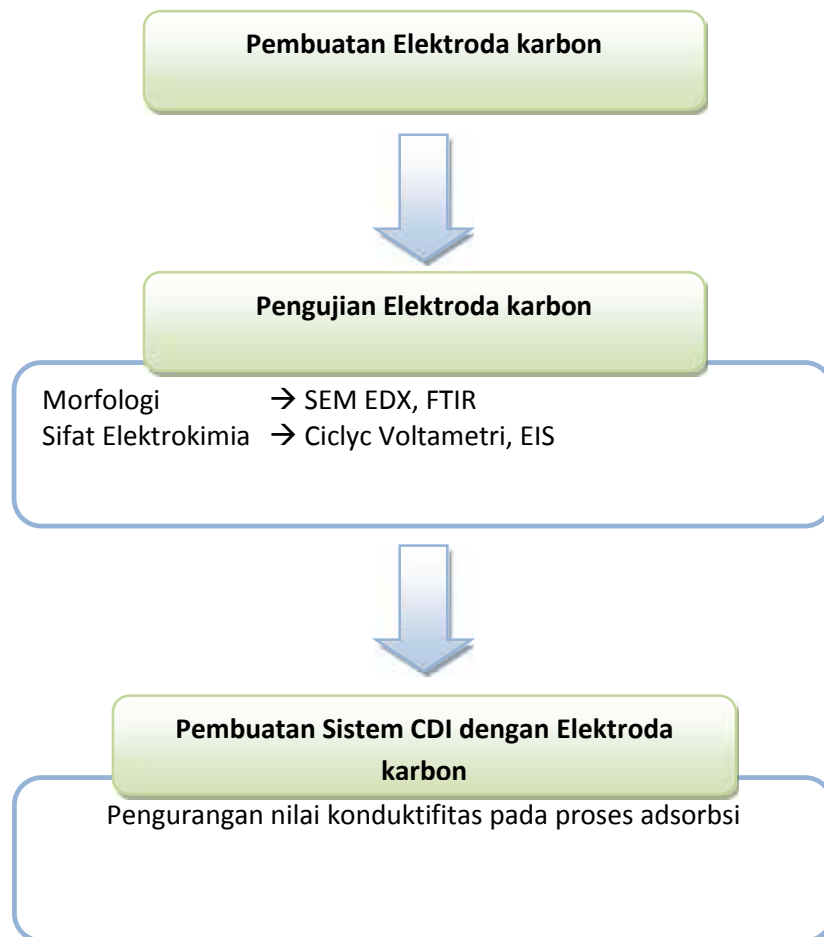 Pembuatan Elektroda karbon
Pengujian Elektroda karbon
Morfologi → SEM EDX, FTIR
Sifat Elektrokimia → Ciclyc Voltametri, EIS
Pembuatan Sistem CDI dengan Elektroda
karbon
Pengurangan nilai konduktifitas pada proses adsorbsi